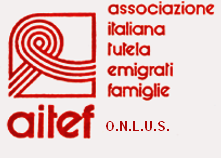 associazione
italiana
tutela
emigrati
famiglie
aitef O.N.L.U.S.